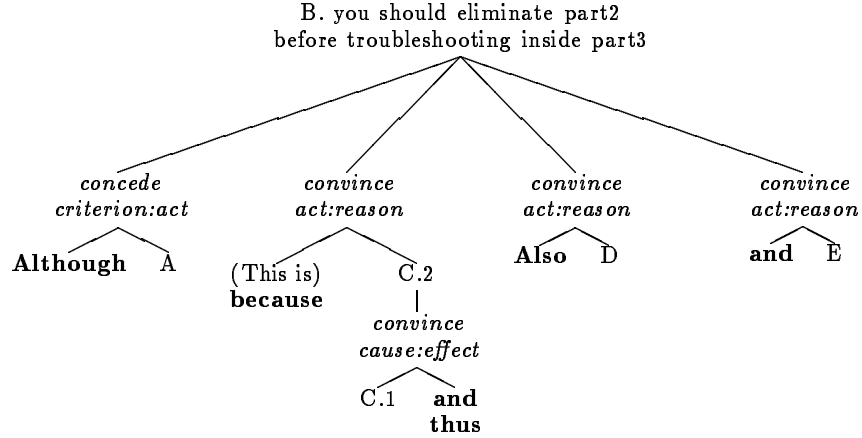 B. you should eliminate part2
before troubleshooting inside part3
concede convince convince convince
criterion:act act:reason act:reason act:reason
Although A (This is) because C.2 Also D and E
convince
cause:effect
C.1 and
thus